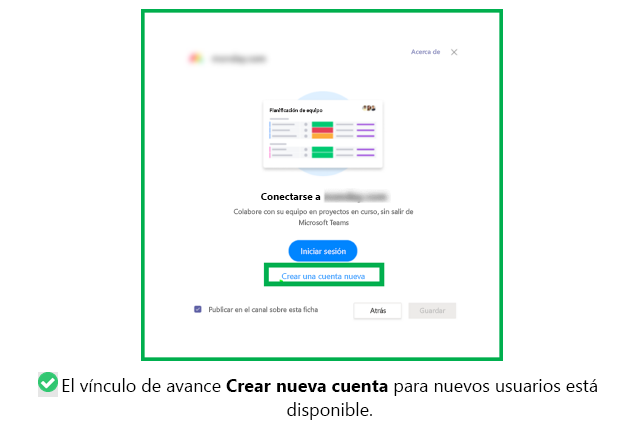 Acerca de
Planificación de equipo
Conectarse a
Colabore con su equipo en proyectos en curso, sin salir de
Microsoft Teams
Iniciar sesión
Crear una cuenta nueva
Publicar en el canal sobre esta ficha
Atrás
Guardar
El vínculo de avance Crear nueva cuenta para nuevos usuarios está
disponible.